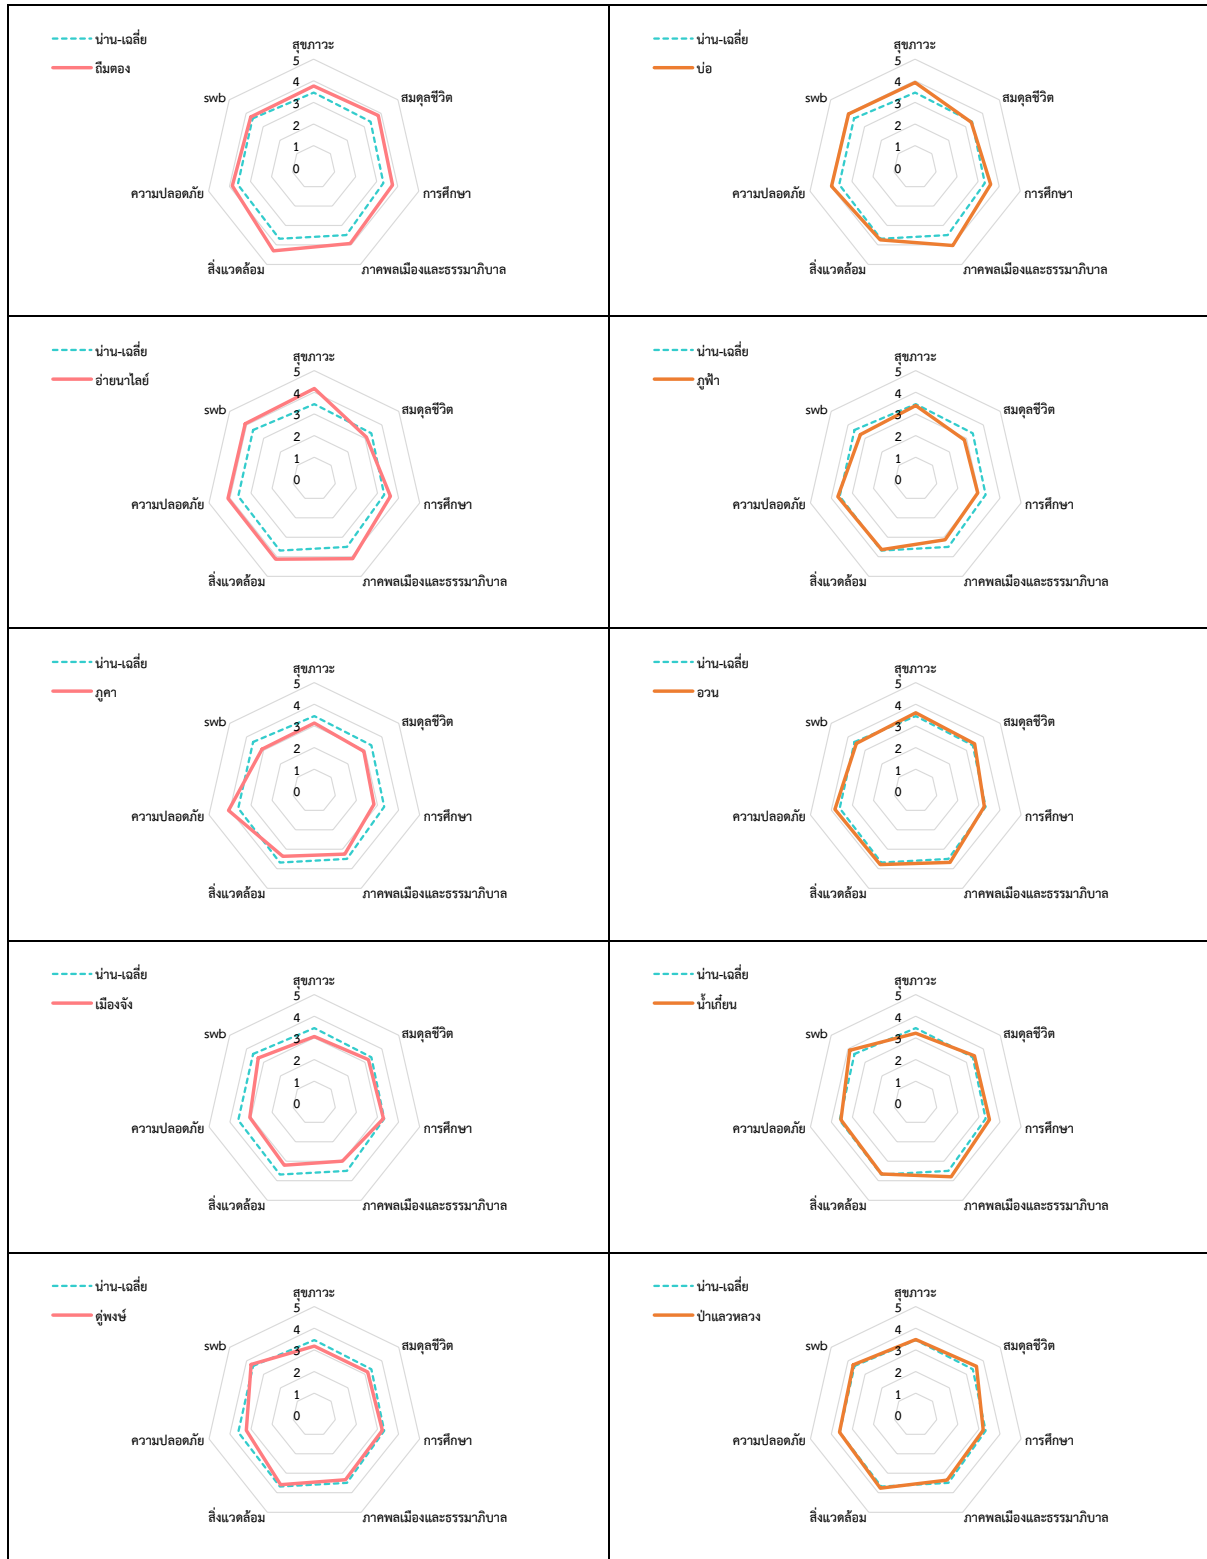 น่าน-เฉลี่ย
ถืมตอง
สุขภาวะ
5
4
3
2
1
0
swb
สมดุลชีวิต
ความปลอดภัย
การศึกษา
สิ่งแวดล้อม
ภาคพลเมืองและธรรมาภิบาล
น่าน-เฉลี่ย
บ่อ
สุขภาวะ
5
4
3
2
1
0
swb
สมดุลชีวิต
ความปลอดภัย
การศึกษา
สิ่งแวดล้อม
ภาคพลเมืองและธรรมาภิบาล
น่าน-เฉลี่ย
อ่ายนาไลย์
สุขภาวะ
5
4
3
2
1
0
swb
สมดุลชีวิต
ความปลอดภัย
การศึกษา
สิ่งแวดล้อม
ภาคพลเมืองและธรรมาภิบาล
น่าน-เฉลี่ย
ภูฟ้า
สุขภาวะ
5
4
3
2
1
0
swb
สมดุลชีวิต
ความปลอดภัย
การศึกษา
สิ่งแวดล้อม
ภาคพลเมืองและธรรมาภิบาล
น่าน-เฉลี่ย
ภูคา
สุขภาวะ
5
4
3
2
1
0
swb
สมดุลชีวิต
ความปลอดภัย
การศึกษา
สิ่งแวดล้อม
ภาคพลเมืองและธรรมาภิบาล
น่าน-เฉลี่ย
อวน
สุขภาวะ
5
4
3
2
1
0
swb
สมดุลชีวิต
ความปลอดภัย
การศึกษา
สิ่งแวดล้อม
ภาคพลเมืองและธรรมาภิบาล
น่าน-เฉลี่ย
เมืองจัง
สุขภาวะ
5
4
3
2
1
0
swb
สมดุลชีวิต
ความปลอดภัย
การศึกษา
สิ่งแวดล้อม
ภาคพลเมืองและธรรมาภิบาล
น่าน-เฉลี่ย
น้ำเกี๋ยน
สุขภาวะ
5
4
3
2
1
0
swb
สมดุลชีวิต
ความปลอดภัย
การศึกษา
สิ่งแวดล้อม
ภาคพลเมืองและธรรมาภิบาล
น่าน-เฉลี่ย
ดู่พงษ์
สุขภาวะ
5
4
3
2
1
0
swb
สมดุลชีวิต
ความปลอดภัย
การศึกษา
สิ่งแวดล้อม
ภาคพลเมืองและธรรมาภิบาล
น่าน-เฉลี่ย
ป่าแลวหลวง
สุขภาวะ
5
4
3
2
1
0
swb
สมดุลชีวิต
ความปลอดภัย
การศึกษา
สิ่งแวดล้อม
ภาคพลเมืองและธรรมาภิบาล